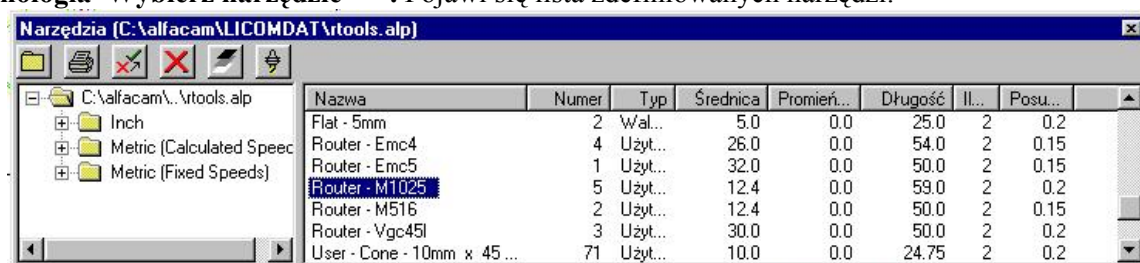 Narzędzia (C:\alfacam\LICOMDAT\rtools.alp)
C:\alfacam\..\rtools.alp
Inch
Metric (Calculated Speec
Metric (Fixed Speeds)
Nazwa Numer Typ Średnica Promień... Długość Il... Posu...
Flat - 5mm 2 Wal... 5.0 0.0 25.0 2 0.2
Router - Emc4 4 Użyt... 26.0 0.0 54.0 2 0.15
Router - Emc5 1 Użyt... 32.0 0.0 50.0 2 0.15
Router - M1025 5 Użyt... 12.4 0.0 59.0 2 0.2
Router - M516 2 Użyt... 12.4 0.0 50.0 2 0.15
Router - Vgc45l 3 Użyt... 30.0 0.0 50.0 2 0.2
User - Cone - 10mm x 45 ... 71 Użyt... 10.0 0.0 24.75 2 0.2